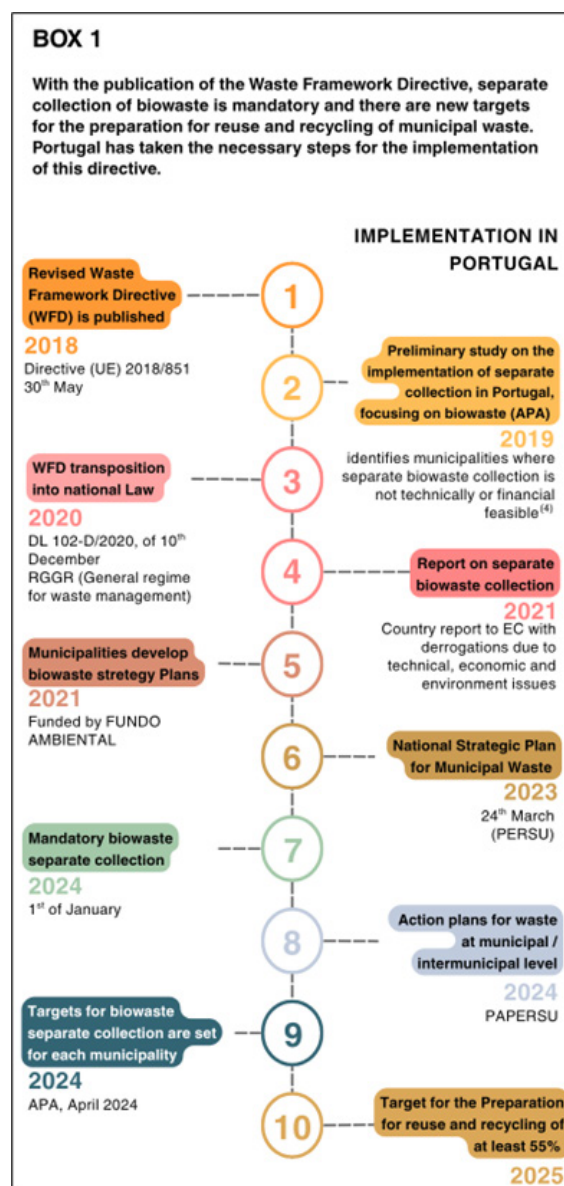 BOX 1
With the publication of the Waste Framework Directive, separate
collection of biowaste is mandatory and there are new targets
for the preparation for reuse and recycling of municipal waste.
Portugal has taken the necessary steps for the implementation
of this directive.
IMPLEMENTATION IN
PORTUGAL
Revised Waste
Framework Directive
(WFD) is published
2018
Directive (UE) 2018/851
30th May
1
2
Preliminary study on the
implementation of separate
collection in Portugal,
focusing on biowaste (APA)
2019
identifies municipalities where
separate biowaste collection is
not technically or financial
feasible(4)
WFD transposition
into national Law
2020
DL 102-D/2020, of 10th
December
RGGR (General regime
for waste management)
3
4
Report on separate
biowaste collection
2021
Country report to EC with
derrogations due to
technical, economic and
environment issues
Municipalities develop
biowaste stretegy Plans
2021
Funded by FUNDO
AMBIENTAL
5
6
National Strategic Plan
for Municipal Waste
2023
24th March
(PERSU)
Mandatory biowaste
separate collection
2024
1st of January
7
8
Action plans for waste
at municipal /
intermunicipal level
2024
PAPERSU
Targets for biowaste
separate collection are set
for each municipality
2024
APA, April 2024
9
10
Target for the Preparation
for reuse and recycling of
at least 55%
2025